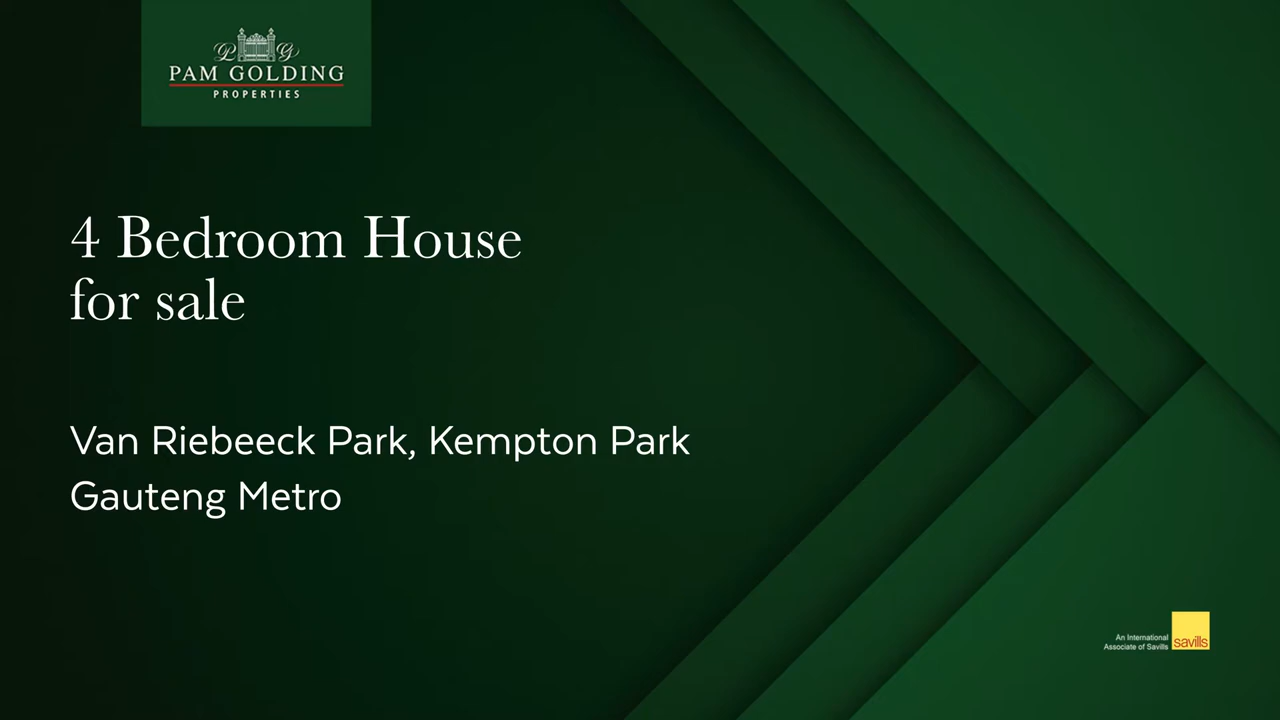 P G
PAM GOLDING
PROPERTIES
4 Bedroom House
for sale
Van Riebeeck Park, Kempton Park
Gauteng Metro
An International
Associate of Savills
savills